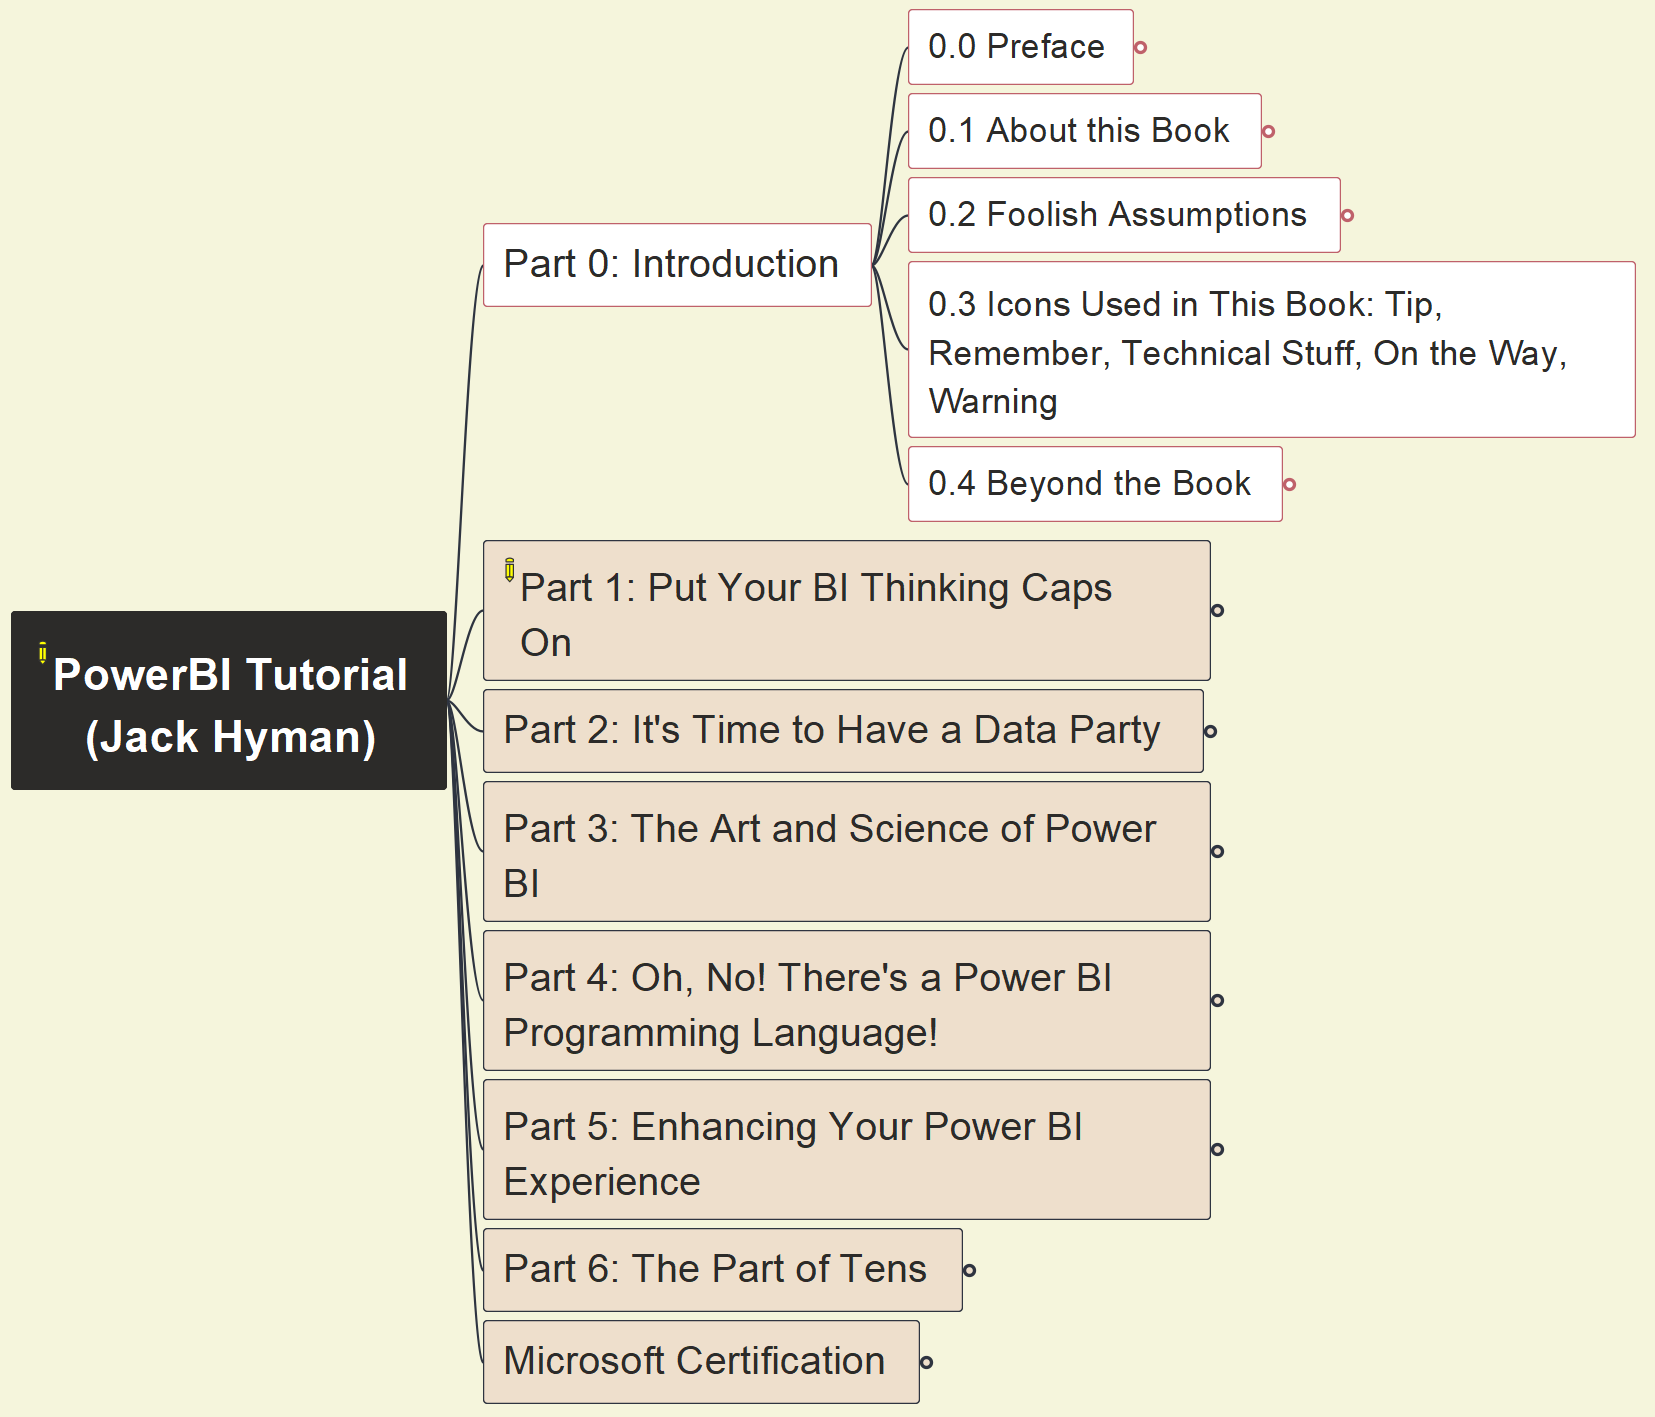 PowerBI Tutorial
(Jack Hyman)
Part 0: Introduction
0.0 Preface
0.1 About this Book
0.2 Foolish Assumptions
0.3 Icons Used in This Book: Tip,
Remember, Technical Stuff, On the Way,
Warning
0.4 Beyond the Book
Part 1: Put Your BI Thinking Caps
On
Part 2: It's Time to Have a Data Party
Part 3: The Art and Science of Power
BI
Part 4: Oh, No! There's a Power BI
Programming Language!
Part 5: Enhancing Your Power BI
Experience
Part 6: The Part of Tens
Microsoft Certification